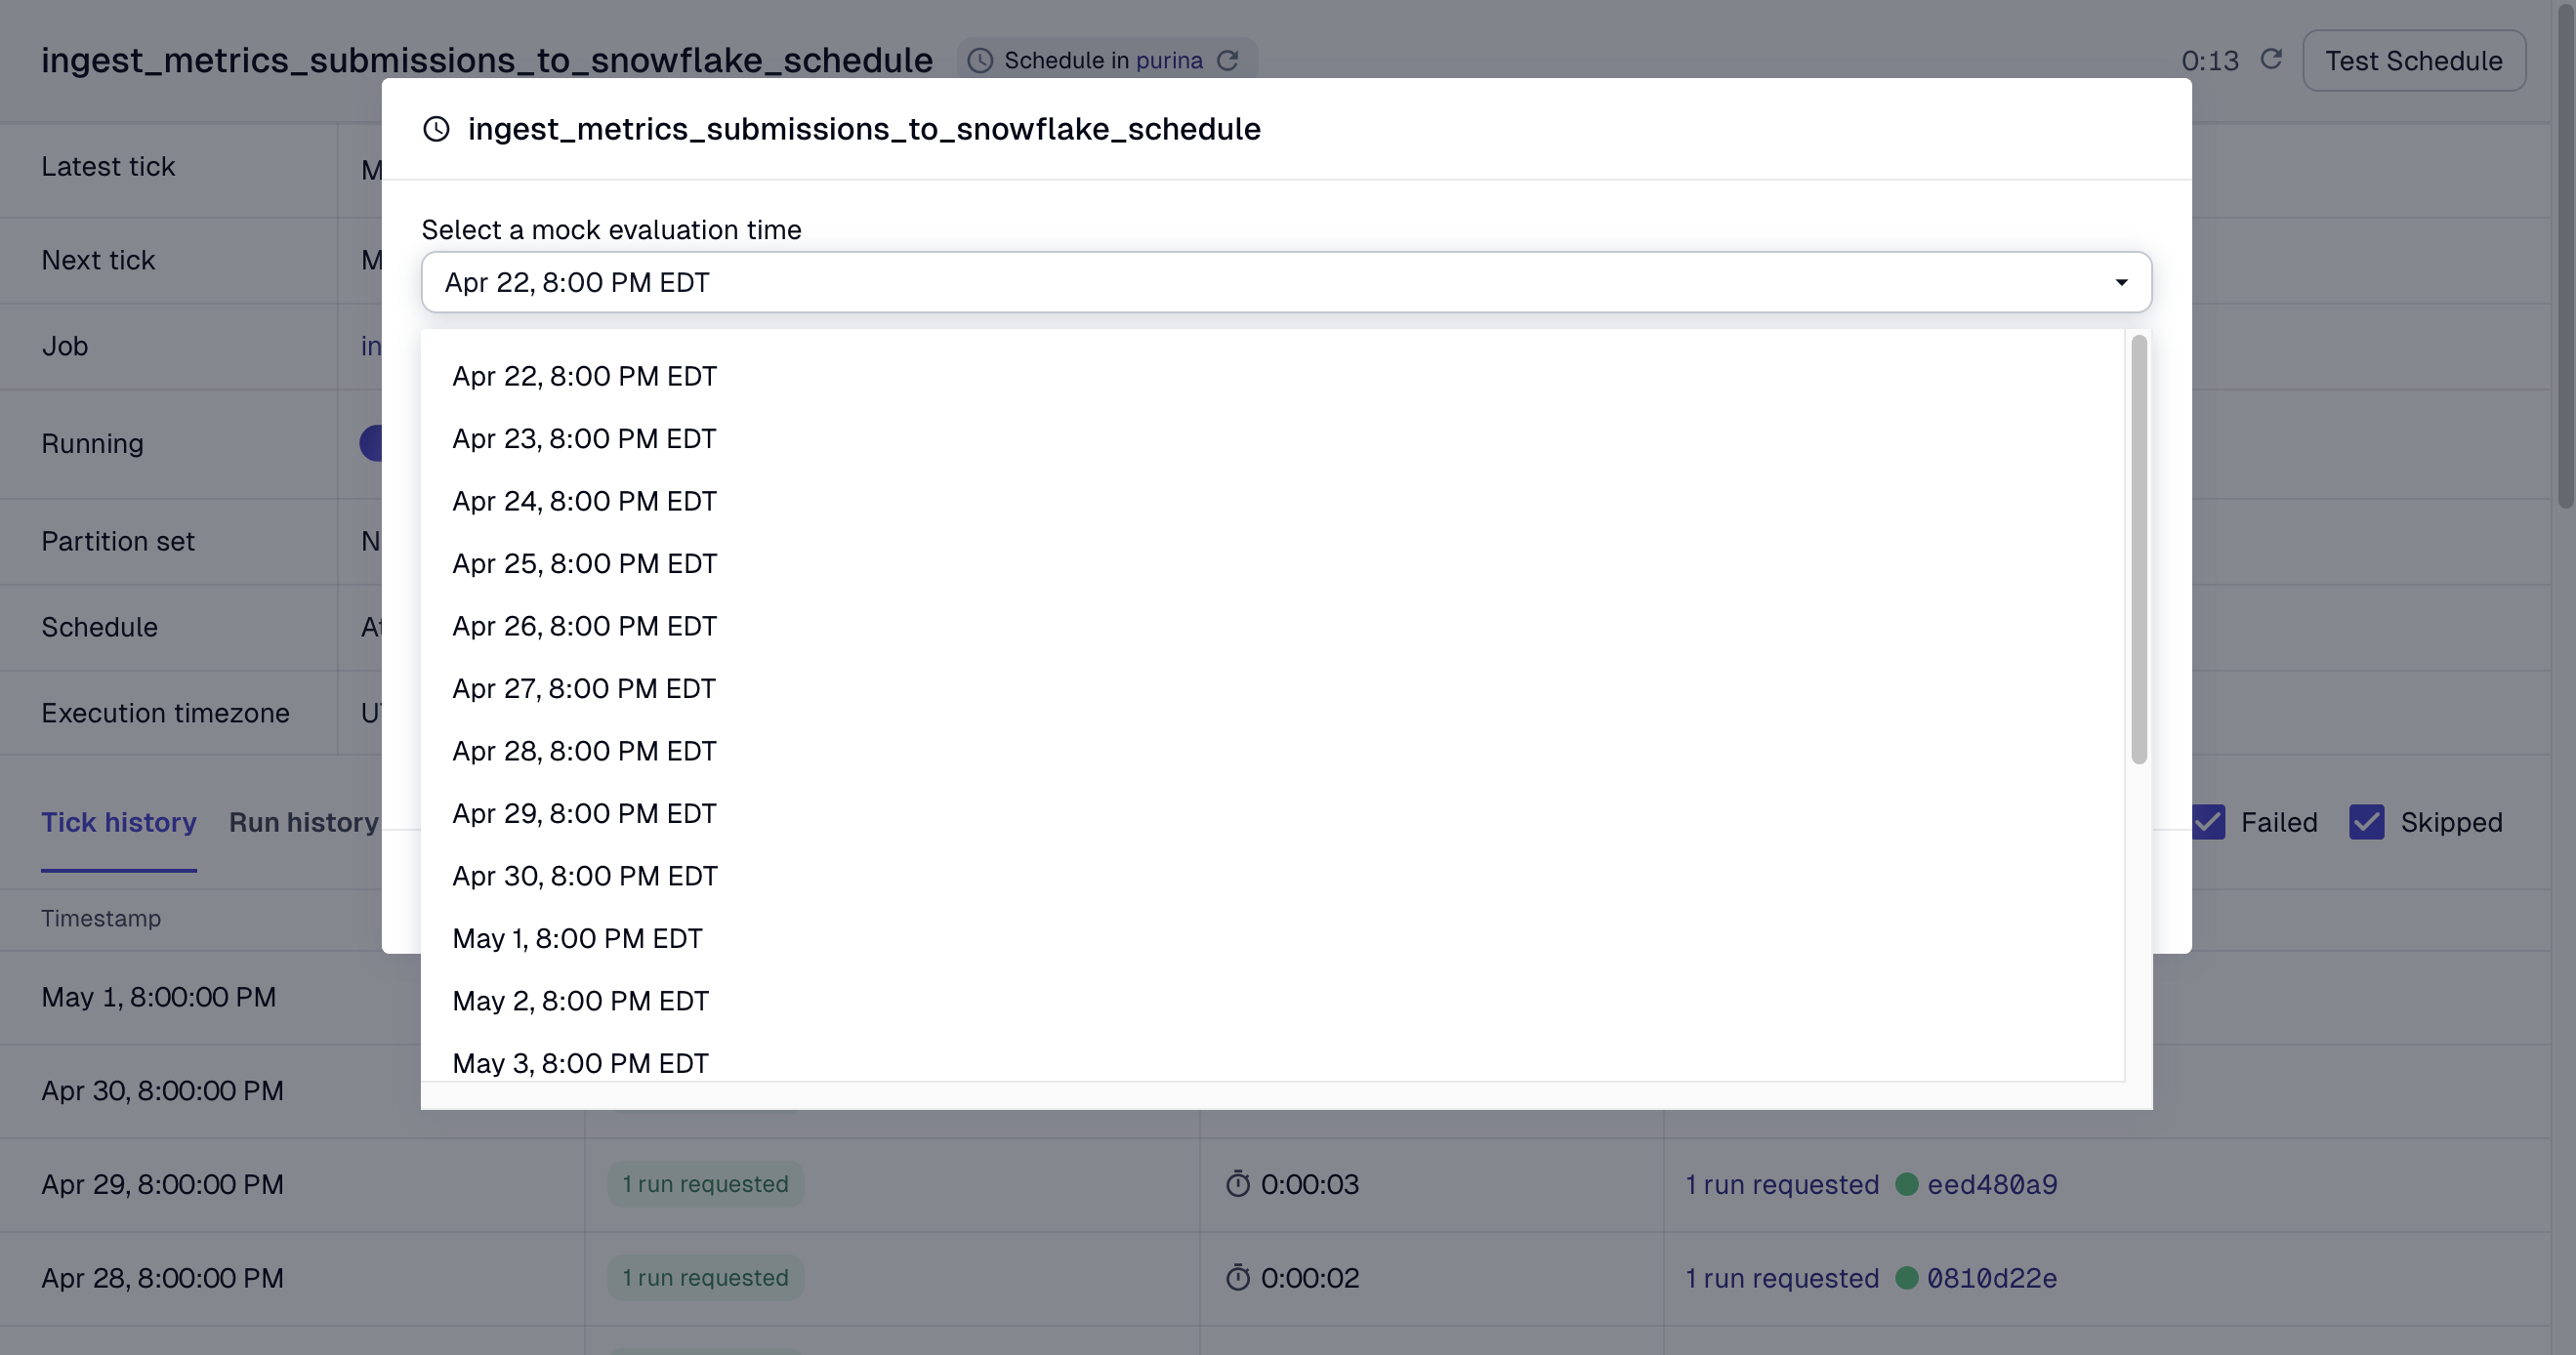 ingest_metrics_submissions_to_snowflake_schedule
Schedule in purina
0:13
Test Schedule
ingest_metrics_submissions_to_snowflake_schedule
Latest tick
Select a mock evaluation time
Next tick
Apr 22, 8:00 PM EDT
Job
Apr 22, 8:00 PM EDT
Apr 23, 8:00 PM EDT
Running
Apr 24, 8:00 PM EDT
Partition set
Apr 25, 8:00 PM EDT
Schedule
Apr 26, 8:00 PM EDT
Apr 27, 8:00 PM EDT
Execution timezone
Apr 28, 8:00 PM EDT
Tick history
Run history
Apr 29, 8:00 PM EDT
Failed
Skipped
Apr 30, 8:00 PM EDT
Timestamp
May 1, 8:00 PM EDT
May 1, 8:00:00 PM
May 2, 8:00 PM EDT
May 3, 8:00 PM EDT
Apr 30, 8:00:00 PM
Apr 29, 8:00:00 PM
1 run requested
0:00:03
1 run requested
eed480a9
Apr 28, 8:00:00 PM
1 run requested
0:00:02
1 run requested
0810d22e